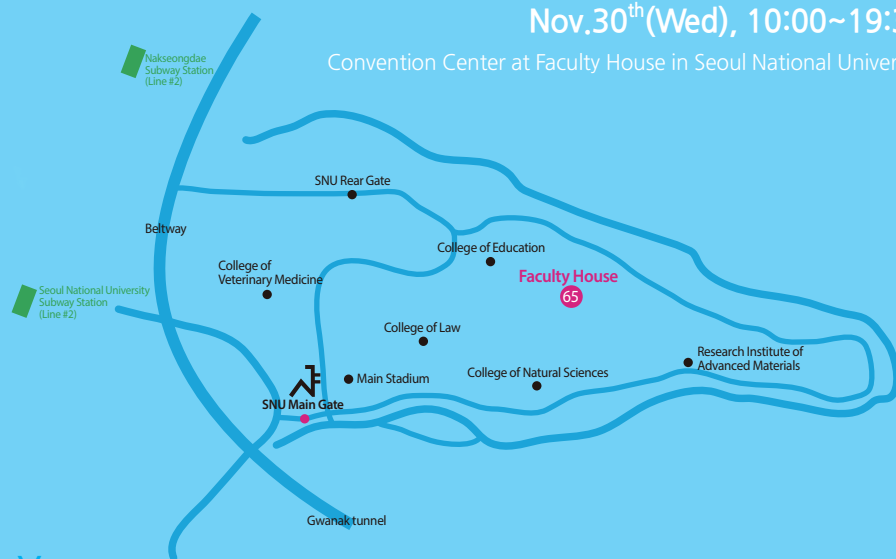 Nov.30th(Wed), 10:00~19:
Convention Center at Faculty House in Seoul National
Nakseongdae
Subway Station
(Line #2)
SNU Rear Gate
Beltway
College of Education
College of
Veterinary Medicine
Faculty House
65
Seoul National University
Subway Station
(Line #2)
College of Law
Research Institute of
Advanced Materials
Main Stadium
College of Natural Sciences
SNU Main Gate
Gwanak tunnel